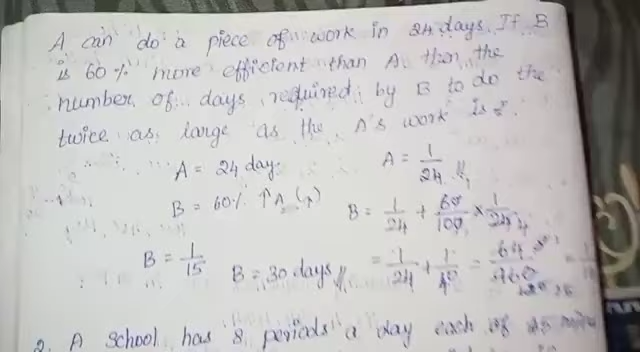 A can do a piece of work in 24 days. If B
is 60% more efficient than A, then the
number of days required by B to do the
twice as large as the A's work is?
A = 24 day. A = 1/24
B = 60% ↑A B = 1/24 + 60/100 × 1/24
B = 1/15 B = 30 days = 1/24 + 1/40 = 64/960
2. A school has 8 periods a day each of 45